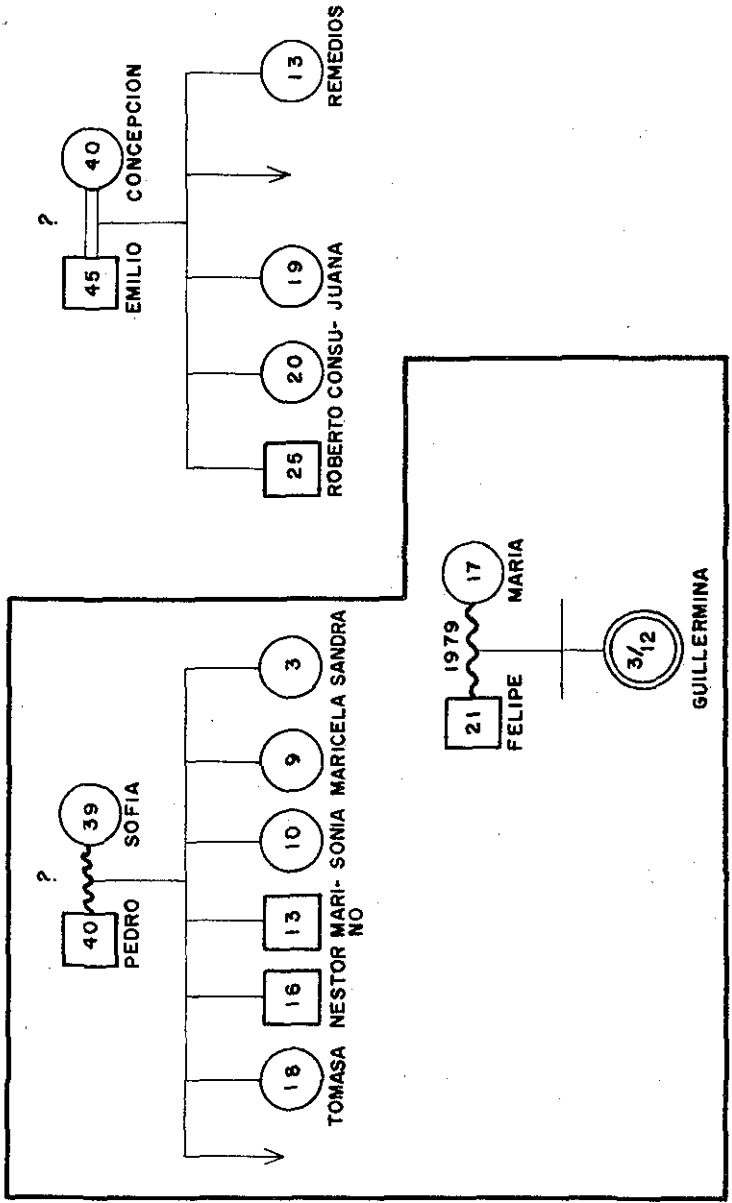 ?
40
39
PEDRO
SOFIA
18
16
13
10
9
3
TOMASA
NESTOR
MARI-
NO
SONIA
MARICELA
SANDRA
?
45
40
EMILIO
CONCEPCION
25
20
19
13
ROBERTO
CONSU-
JUANA
REMEDIOS
1979
21
17
FELIPE
MARIA
3/12
GUILLERMINA